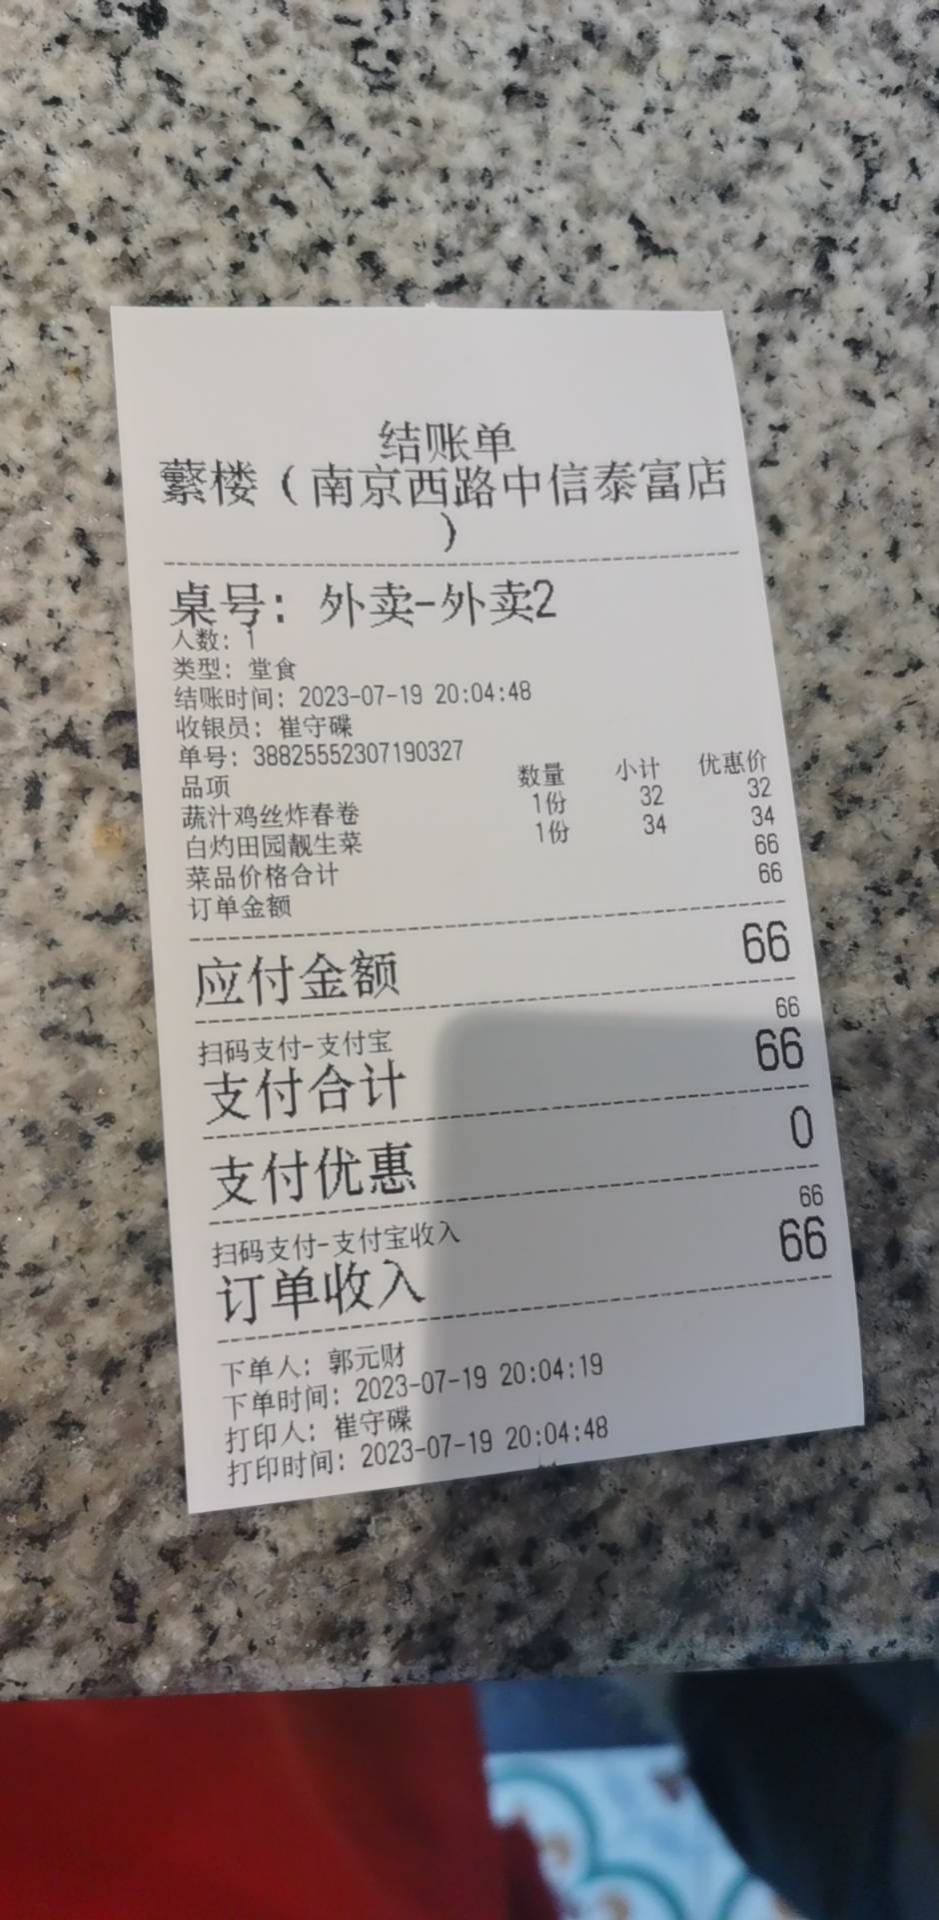 结账单
蘩楼（南京西路中信泰富店
）
桌号：外卖-外卖2
人数：1
类型：堂食
结账时间：2023-07-19 20:04:48
收银员：崔守碟
单号：38825552307190327
品项 数量 小计 优惠价
蔬汁鸡丝炸春卷 1份 32 32
白灼田园靓生菜 1份 34 34
菜品价格合计 66
订单金额 66
应付金额 66
扫码支付-支付宝 66
支付合计 66
支付优惠 0
扫码支付-支付宝收入 66
订单收入 66
下单人：郭元财
下单时间：2023-07-19 20:04:19
打印人：崔守碟
打印时间：2023-07-19 20:04:48